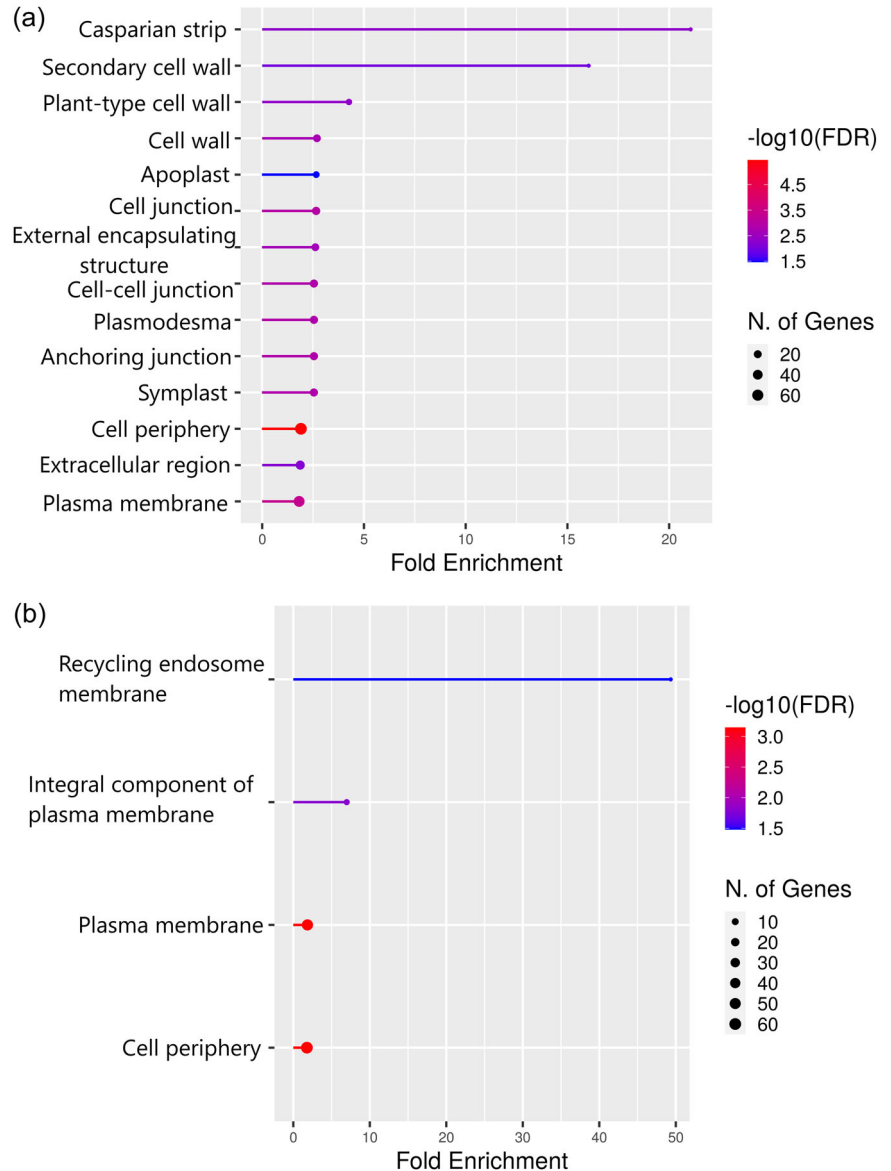 (a)
Casparian strip
Secondary cell wall
Plant-type cell wall
Cell wall
Apoplast
Cell junction
External encapsulating
structure
Cell-cell junction
Plasmodesma
Anchoring junction
Symplast
Cell periphery
Extracellular region
Plasma membrane
0 5 10 15 20
Fold Enrichment
-log10(FDR)
4.5
3.5
2.5
1.5
N. of Genes
20
40
60
(b)
Recycling endosome
membrane
Integral component of
plasma membrane
Plasma membrane
Cell periphery
0 10 20 30 40 50
Fold Enrichment
-log10(FDR)
3.0
2.5
2.0
1.5
N. of Genes
10
20
30
40
50
60